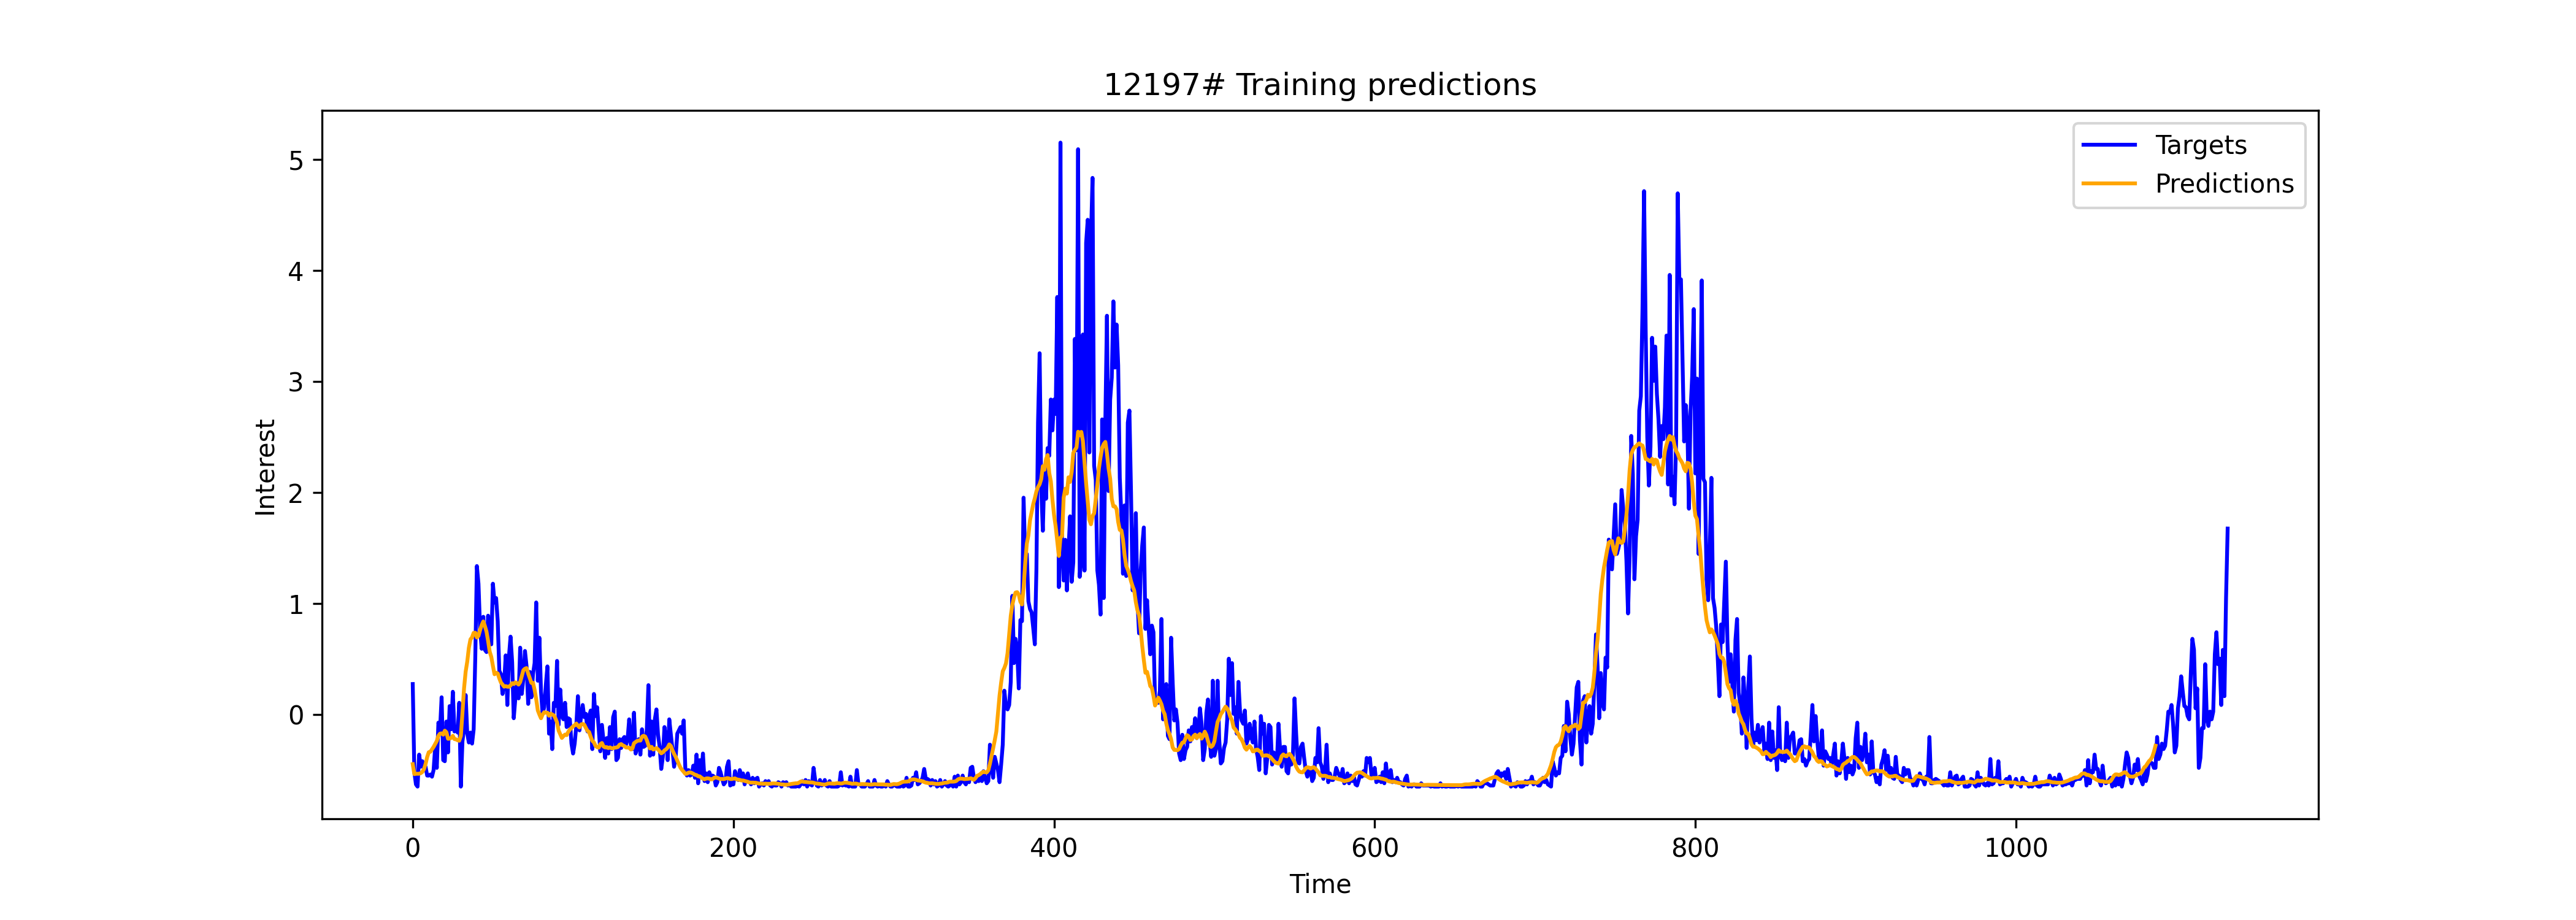 12197# Training predictions
Targets
Predictions
5
4
3
2
1
0
Interest
0 200 400 600 800 1000
Time